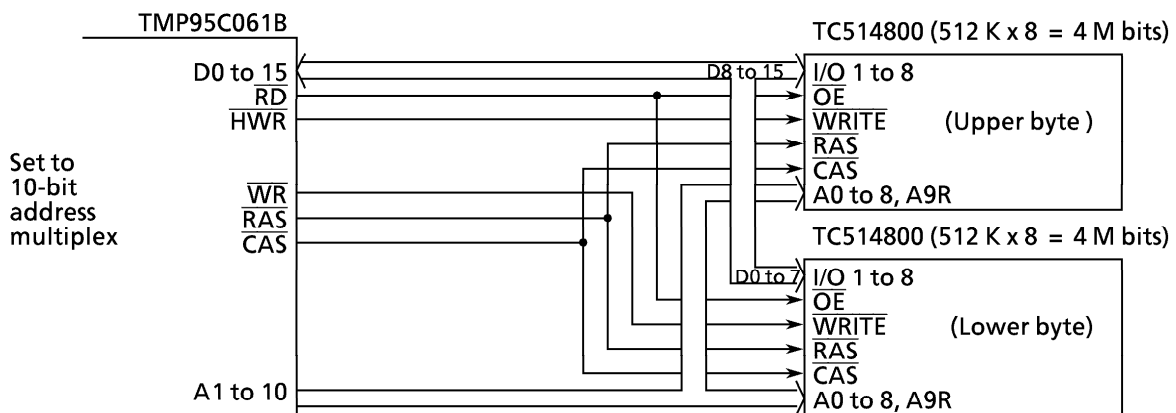 TMP95C061B
TC514800 (512 K x 8 = 4 M bits)
D0 to 15
D8 to 15
I/O 1 to 8
RD
OE
HWR
WRITE
(Upper byte )
RAS
CAS
Set to
10-bit
address
multiplex
WR
A0 to 8, A9R
RAS
CAS
TC514800 (512 K x 8 = 4 M bits)
D0 to 7
I/O 1 to 8
OE
WRITE
(Lower byte)
RAS
CAS
A1 to 10
A0 to 8, A9R